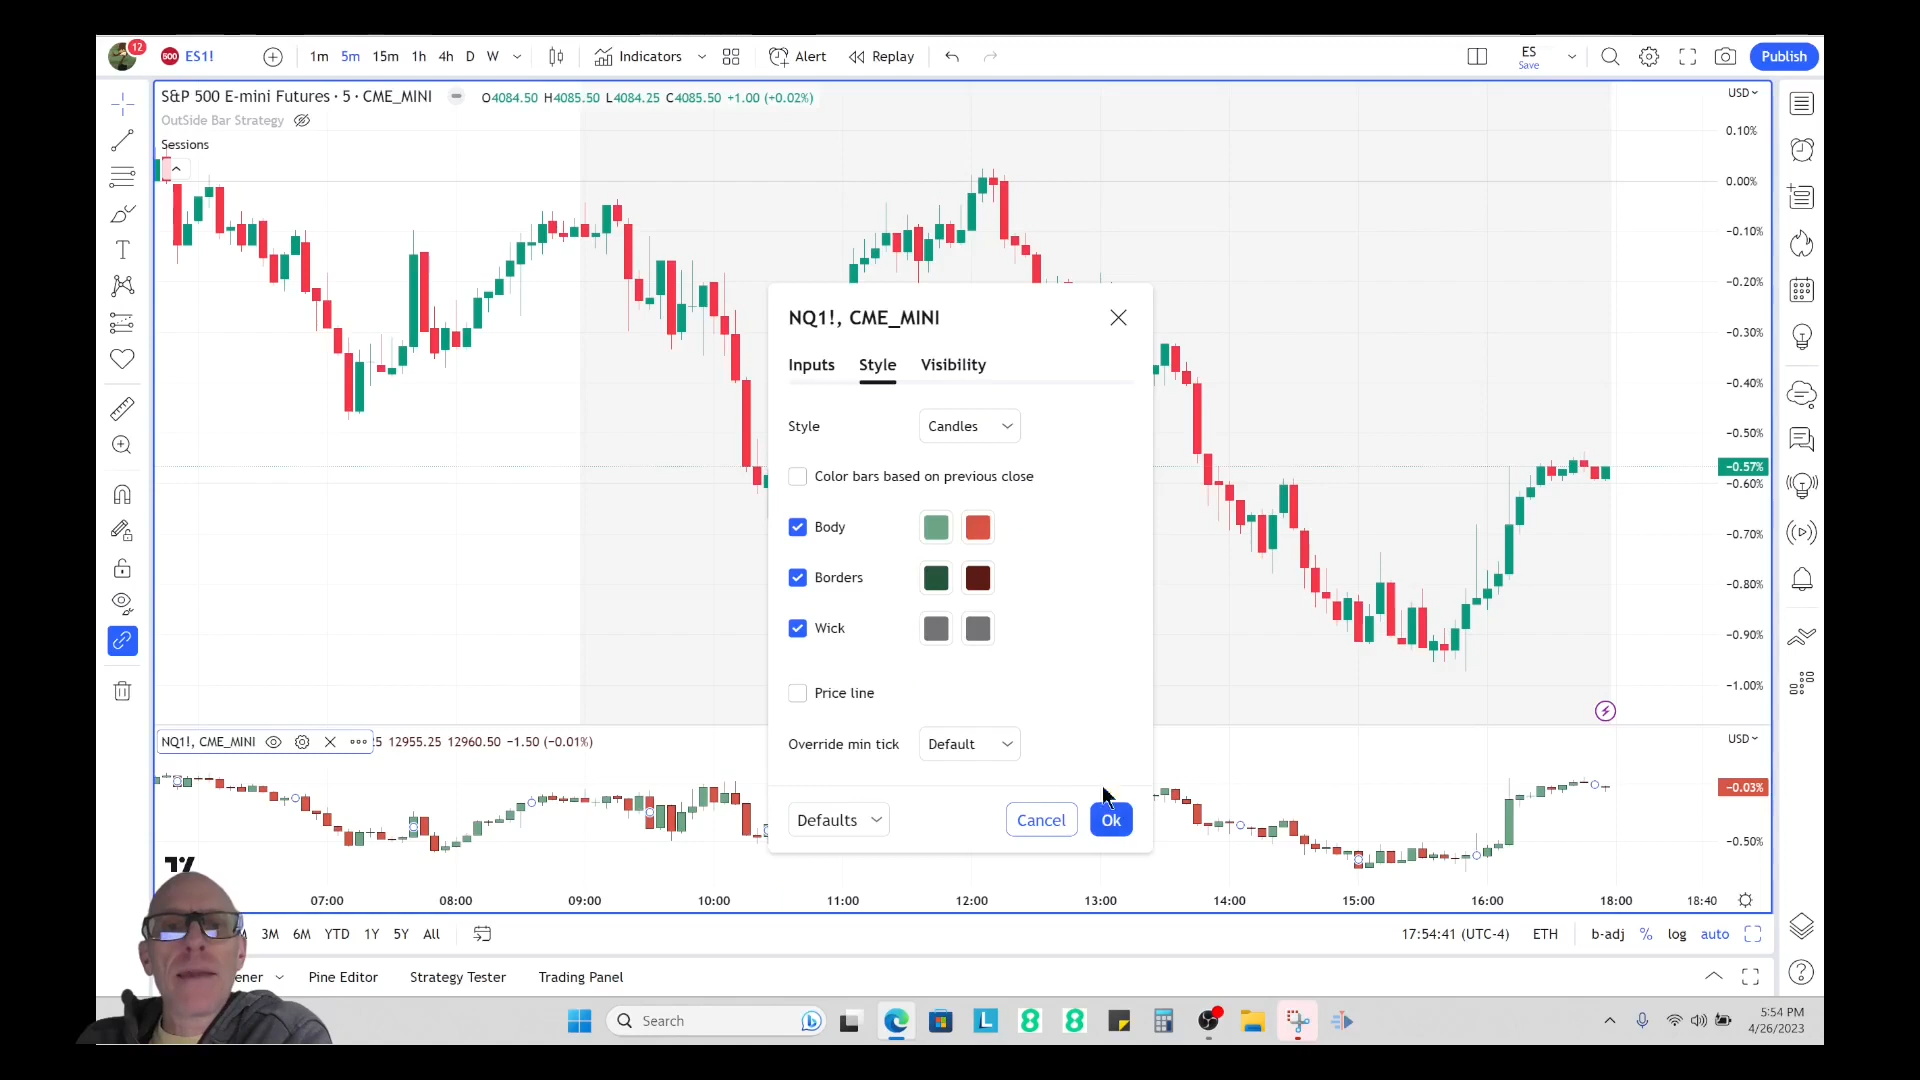 12
500 ES1! 1m 5m 15m 1h 4h D W Indicators Alert Replay ES Save Publish
S&P 500 E-mini Futures · 5 · CME_MINI O4084.50 H4085.50 L4084.25 C4085.50 +1.00 (+0.02%) USD
OutSide Bar Strategy
0.10%
Sessions
0.00%
−0.10%
−0.20%
−0.30%
−0.40%
−0.50%
−0.57%
−0.60%
−0.70%
−0.80%
−0.90%
−1.00%
NQ1!, CME_MINI
Inputs Style Visibility
Style Candles
Color bars based on previous close
Body
Borders
Wick
Price line
Override min tick Default
Defaults Cancel Ok
NQ1!, CME_MINI 5 12955.25 12960.50 −1.50 (−0.01%) USD
−0.03%
−0.50%
07:00 08:00 09:00 10:00 11:00 12:00 13:00 14:00 15:00 16:00 18:00 18:40
3M 6M YTD 1Y 5Y All 17:54:41 (UTC-4) ETH b-adj % log auto
ener Pine Editor Strategy Tester Trading Panel
Search
5:54 PM
4/26/2023